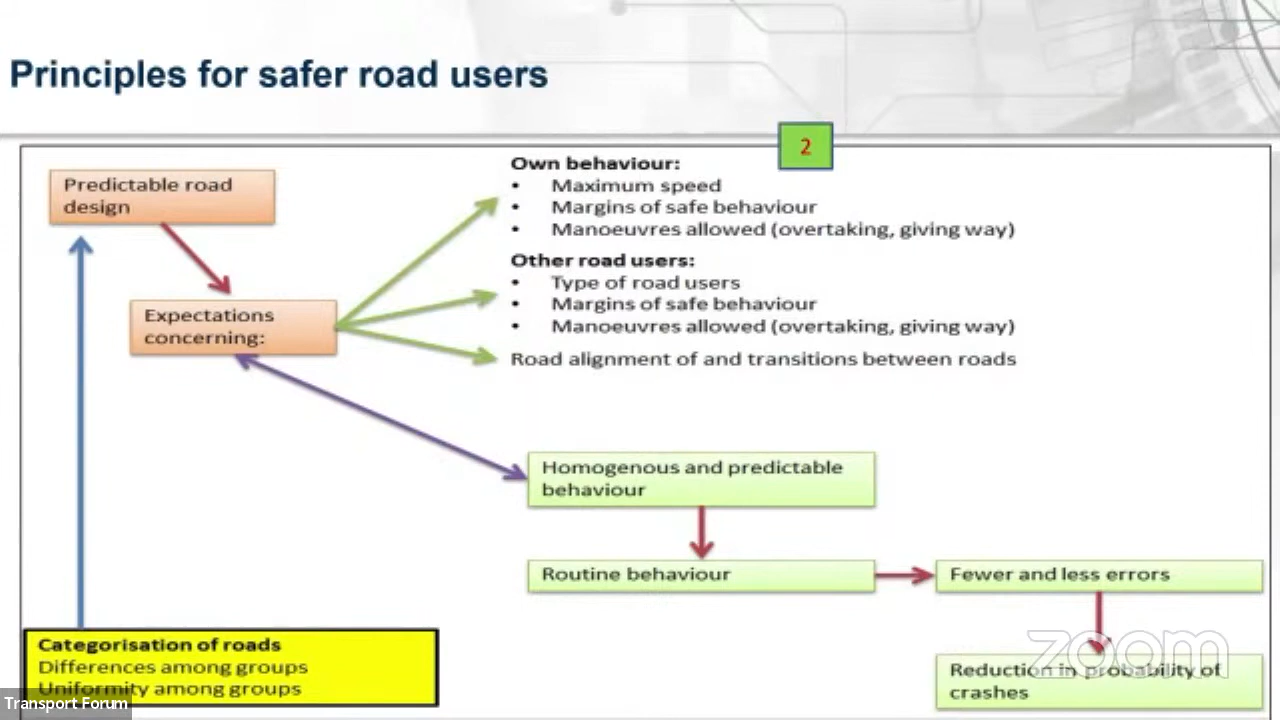 Principles for safer road users
2
Predictable road
design
Own behaviour:
• Maximum speed
• Margins of safe behaviour
• Manoeuvres allowed (overtaking, giving way)
Other road users:
• Type of road users
• Margins of safe behaviour
• Manoeuvres allowed (overtaking, giving way)
Road alignment of and transitions between roads
Expectations
concerning:
Homogenous and predictable
behaviour
Routine behaviour
Fewer and less errors
Reduction in probability of
crashes
Categorisation of roads
Differences among groups
Uniformity among groups
Transport Forum
zoom